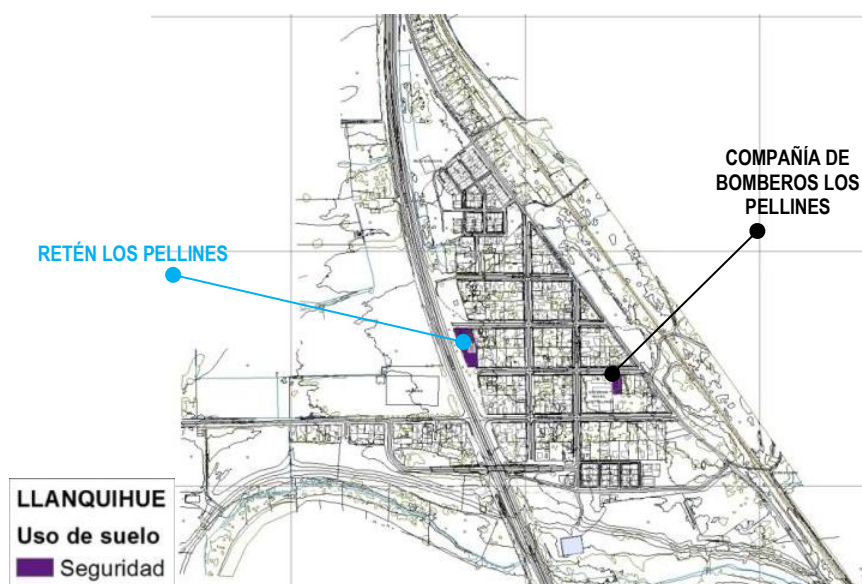 COMPAÑÍA DE
BOMBEROS LOS
PELLINES
RETÉN LOS PELLINES
LLANQUIHUE
Uso de suelo
Seguridad